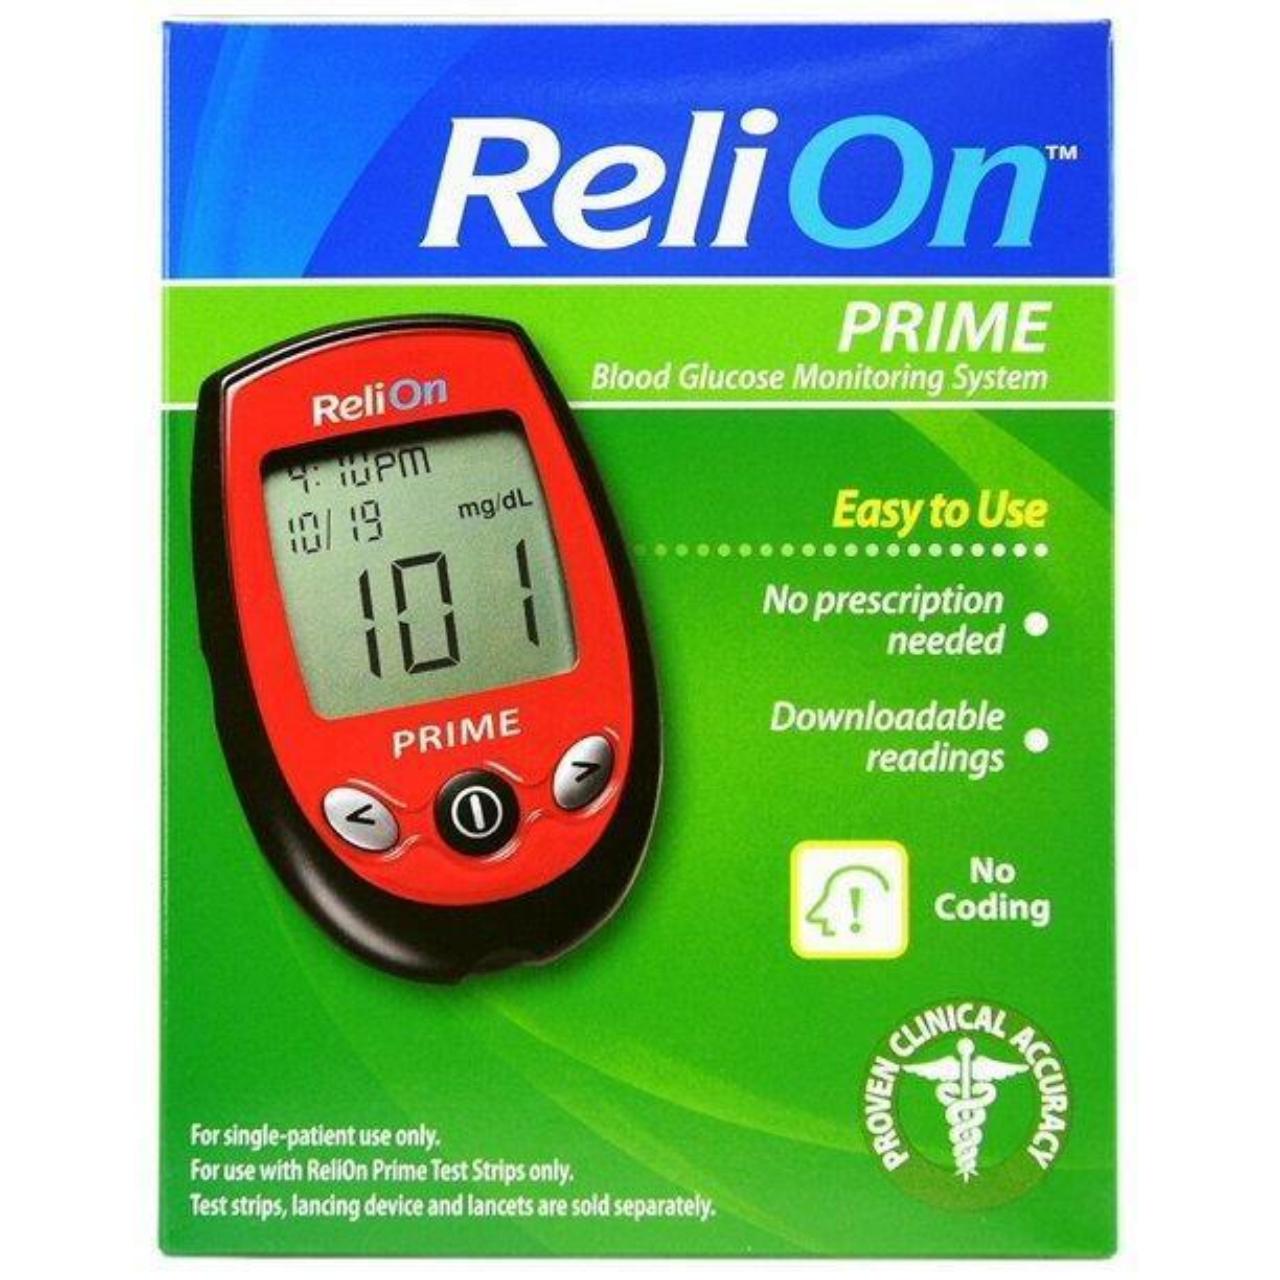 ReliOn™
PRIME
Blood Glucose Monitoring System
ReliOn
4:10PM
10/19
mg/dL
101
PRIME
<
>
Easy to Use
No prescription
needed
Downloadable
readings
!
No
Coding
PROVEN CLINICAL ACCURACY
For single-patient use only.
For use with ReliOn Prime Test Strips only.
Test strips, lancing device and lancets are sold separately.